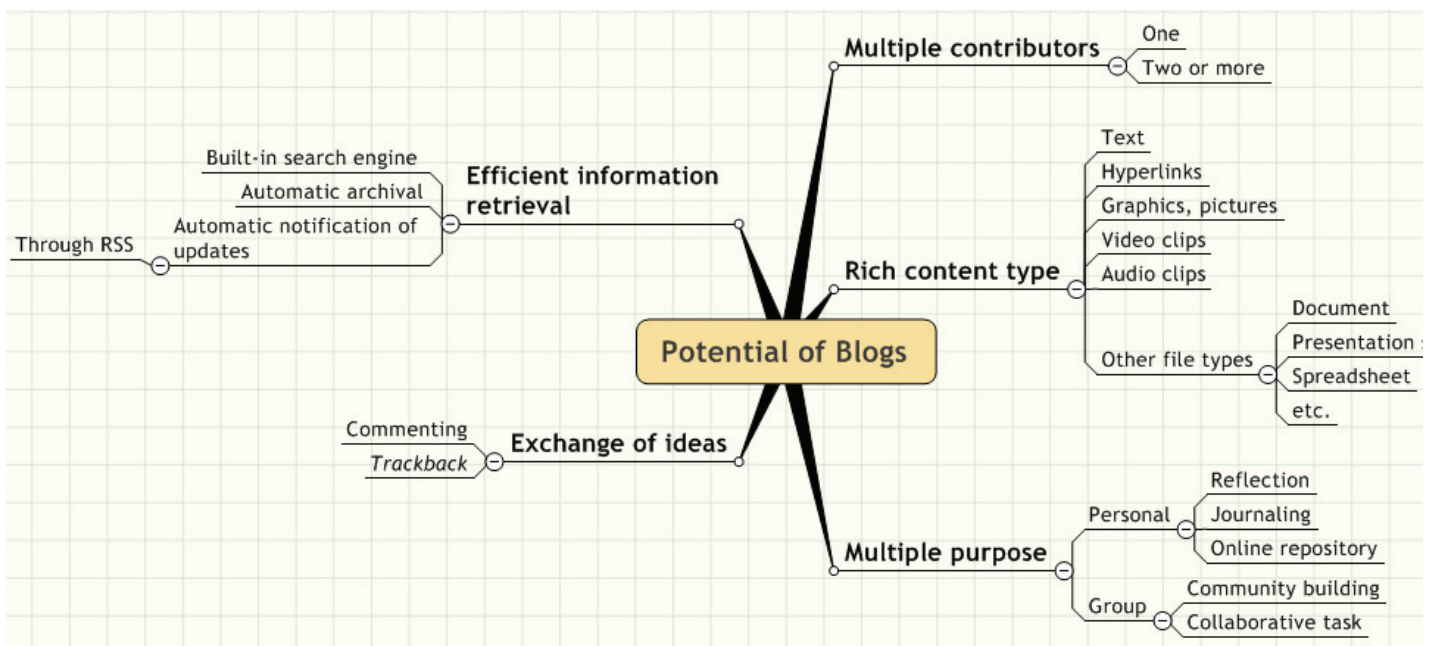 Potential of Blogs
Multiple contributors
One
Two or more
Rich content type
Text
Hyperlinks
Graphics, pictures
Video clips
Audio clips
Other file types
Document
Presentation
Spreadsheet
etc.
Multiple purpose
Personal
Reflection
Journaling
Online repository
Group
Community building
Collaborative task
Efficient information
retrieval
Built-in search engine
Automatic archival
Automatic notification of
updates
Through RSS
Exchange of ideas
Commenting
Trackback